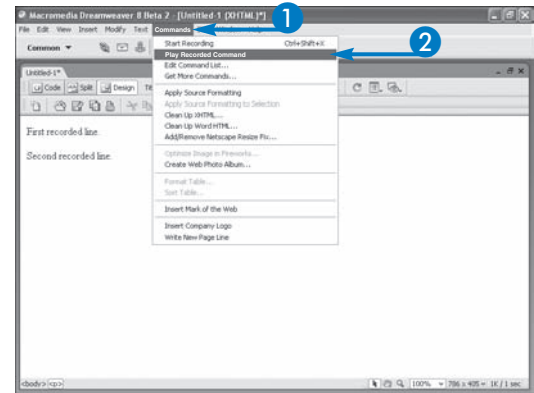 Macromedia Dreamweaver 8 Beta 2 - [Untitled-1 (XHTML)*]
1
File Edit View Insert Modify Text Commands
Common
2
Start Recording Ctrl+Shift+X
Play Recorded Command
Edit Command List...
Get More Commands...
Apply Source Formatting
Apply Source Formatting to Selection
Clean Up XHTML...
Clean Up Word HTML...
Add/Remove Netscape Resize Fix...
Optimize Image in Fireworks...
Create Web Photo Album...
Format Table...
Sort Table...
Insert Mark of the Web
Insert Company Logo
Write New Page Line
Untitled-1*
Code Split Design
First recorded line.
Second recorded line.
<body> <p>
100% 786 x 405 1K / 1 sec